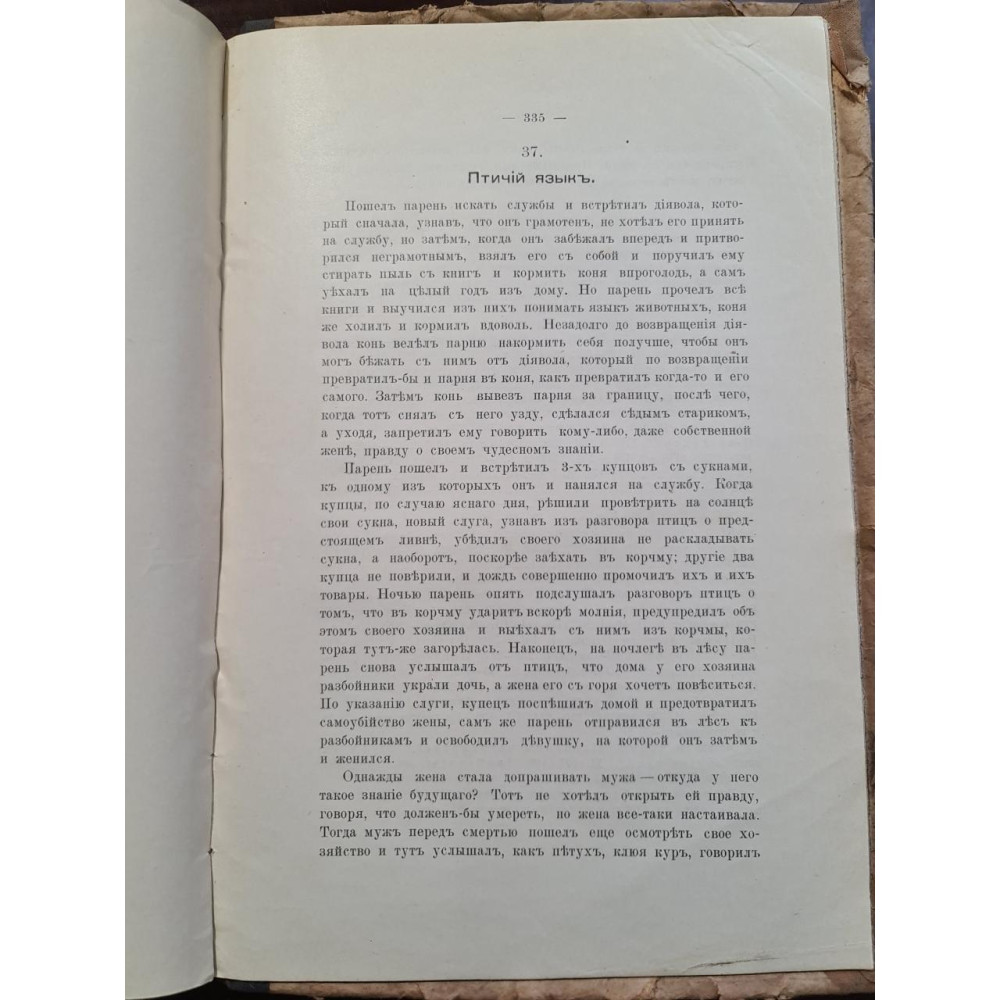 — 335 —
37.
Птичій языкъ.
Пошелъ парень искать службы и встрѣтилъ діявола, кото-
рый сначала, узнавъ, что онъ грамотенъ, не хотѣлъ его принять
на службу, но затѣмъ, когда онъ забѣжалъ впередъ и притво-
рился неграмотнымъ, взялъ его съ собой и поручилъ ему
стирать пыль съ книгъ и кормить коня впроголодь, а самъ
уѣхалъ на цѣлый годъ изъ дому. Но парень прочелъ всѣ
книги и выучился изъ нихъ понимать языкъ животныхъ, коня
же холилъ и кормилъ вдоволь. Незадолго до возвращенія дія-
вола конь велѣлъ парню накормить себя получше, чтобы онъ
могъ бѣжать съ нимъ отъ діявола, который по возвращеніи
превратилъ-бы и парня въ коня, какъ превратилъ когда-то и его
самого. Затѣмъ конь вывезъ парня за границу, послѣ чего,
когда тотъ снялъ съ него узду, сдѣлался сѣдымъ старикомъ,
а уходя, запретилъ ему говорить кому-либо, даже собственной
женѣ, правду о своемъ чудесномъ знаніи.
Парень пошелъ и встрѣтилъ 3-хъ купцовъ съ сукнами,
къ одному изъ которыхъ онъ и нанялся на службу. Когда
купцы, по случаю яснаго дня, рѣшили провѣтрить на солнцѣ
свои сукна, новый слуга, узнавъ изъ разговора птицъ о пред-
стоящемъ ливнѣ, убѣдилъ своего хозяина не раскладывать
сукна, а наоборотъ, поскорѣе заѣхать въ корчму; другіе два
купца не повѣрили, и дождь совершенно промочилъ ихъ и ихъ
товары. Ночью парень опять подслушалъ разговоръ птицъ о
томъ, что въ корчму ударитъ вскорѣ молнія, предупредилъ объ
этомъ своего хозяина и выѣхалъ съ нимъ изъ корчмы, ко-
торая тутъ-же загорѣлась. Наконецъ, на ночлегѣ въ лѣсу па-
рень снова услышалъ отъ птицъ, что дома у его хозяина
разбойники украли дочь, а жена его съ горя хочетъ повѣситься.
По указанію слуги, купецъ поспѣшилъ домой и предотвратилъ
самоубійство жены, самъ же парень отправился въ лѣсъ къ
разбойникамъ и освободилъ дѣвушку, на которой онъ затѣмъ
и женился.
Однажды жена стала допрашивать мужа — откуда у него
такое знаніе будущаго? Тотъ не хотѣлъ открыть ей правду,
говоря, что долженъ-бы умереть, но жена все-таки настаивала.
Тогда мужъ передъ смертью пошелъ еще осмотрѣть свое хо-
зяйство и тутъ услышалъ, какъ пѣтухъ, клюя куръ, говорилъ